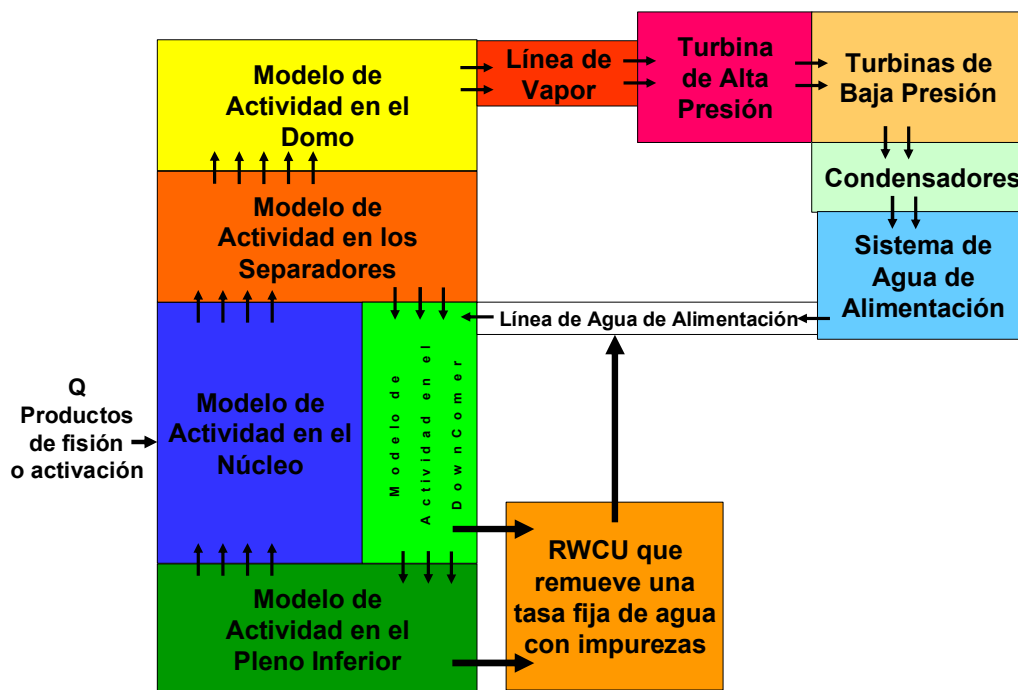 Modelo de
Actividad en el
Domo
Línea de
Vapor
Turbina
de Alta
Presión
Turbinas de
Baja Presión
Condensadores
Sistema de
Agua de
Alimentación
Línea de Agua de Alimentación
Modelo de
Actividad en los
Separadores
Q
Productos
de fisión
o activación
Modelo de
Actividad en el
Núcleo
Modelo de
Actividad en el
DownComer
RWCU que
remueve una
tasa fija de agua
con impurezas
Modelo de
Actividad en el
Pleno Inferior